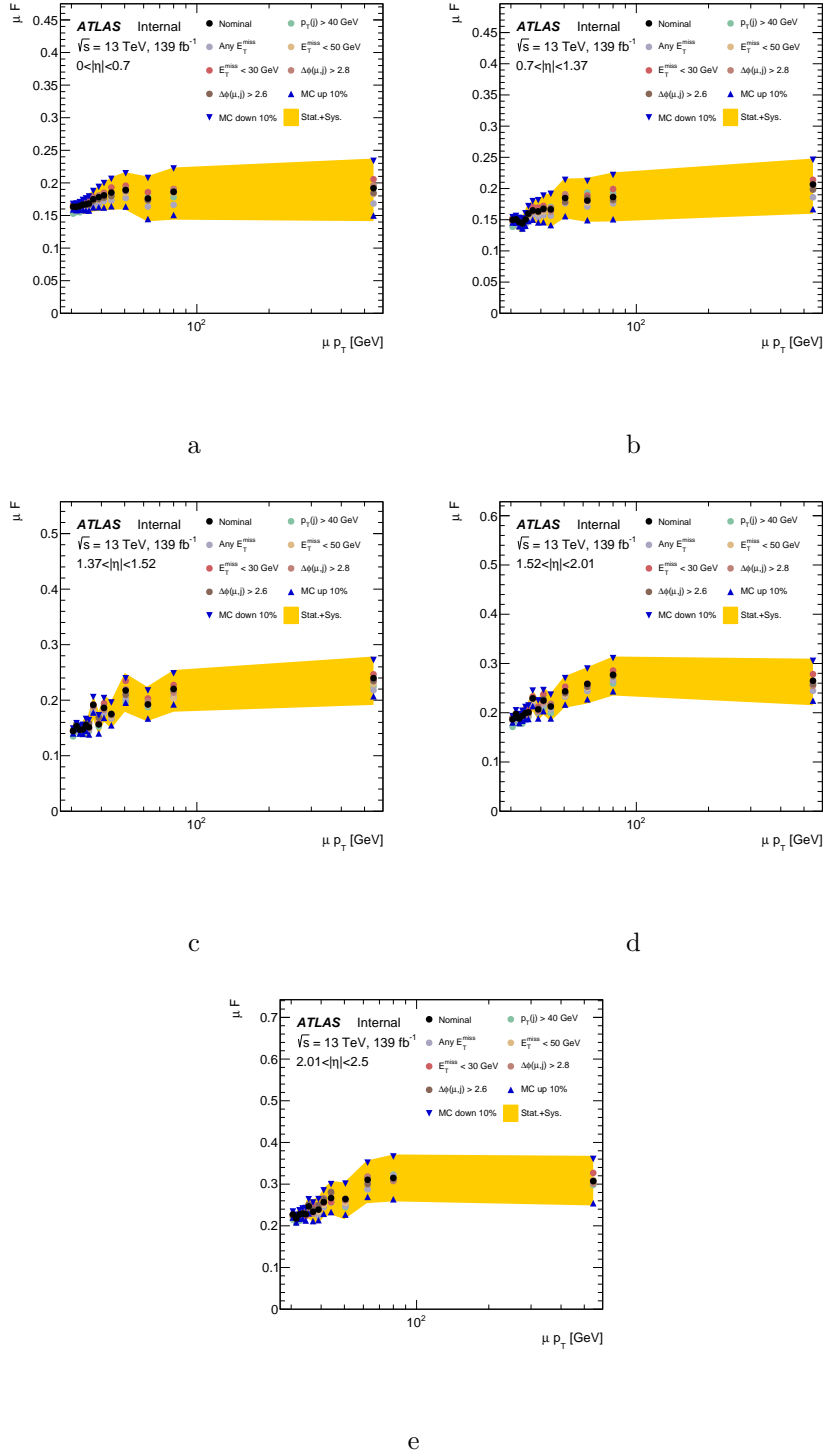 μ F
ATLAS Internal
√s = 13 TeV, 139 fb⁻¹
0<|η|<0.7
Nominal
p_T(j) > 40 GeV
Any E_T^miss
E_T^miss < 50 GeV
E_T^miss < 30 GeV
Δϕ(μ,j) > 2.8
Δϕ(μ,j) > 2.6
MC up 10%
MC down 10%
Stat.+Sys.
0.45
0.4
0.35
0.3
0.25
0.2
0.15
0.1
0.05
0
10²
μ p_T [GeV]
a
μ F
ATLAS Internal
√s = 13 TeV, 139 fb⁻¹
0.7<|η|<1.37
Nominal
p_T(j) > 40 GeV
Any E_T^miss
E_T^miss < 50 GeV
E_T^miss < 30 GeV
Δϕ(μ,j) > 2.8
Δϕ(μ,j) > 2.6
MC up 10%
MC down 10%
Stat.+Sys.
0.5
0.45
0.4
0.35
0.3
0.25
0.2
0.15
0.1
0.05
0
10²
μ p_T [GeV]
b
μ F
ATLAS Internal
√s = 13 TeV, 139 fb⁻¹
1.37<|η|<1.52
Nominal
p_T(j) > 40 GeV
Any E_T^miss
E_T^miss < 50 GeV
E_T^miss < 30 GeV
Δϕ(μ,j) > 2.8
Δϕ(μ,j) > 2.6
MC up 10%
MC down 10%
Stat.+Sys.
0.5
0.4
0.3
0.2
0.1
0
10²
μ p_T [GeV]
c
μ F
ATLAS Internal
√s = 13 TeV, 139 fb⁻¹
1.52<|η|<2.01
Nominal
p_T(j) > 40 GeV
Any E_T^miss
E_T^miss < 50 GeV
E_T^miss < 30 GeV
Δϕ(μ,j) > 2.8
Δϕ(μ,j) > 2.6
MC up 10%
MC down 10%
Stat.+Sys.
0.6
0.5
0.4
0.3
0.2
0.1
0
10²
μ p_T [GeV]
d
μ F
ATLAS Internal
√s = 13 TeV, 139 fb⁻¹
2.01<|η|<2.5
Nominal
p_T(j) > 40 GeV
Any E_T^miss
E_T^miss < 50 GeV
E_T^miss < 30 GeV
Δϕ(μ,j) > 2.8
Δϕ(μ,j) > 2.6
MC up 10%
MC down 10%
Stat.+Sys.
0.7
0.6
0.5
0.4
0.3
0.2
0.1
0
10²
μ p_T [GeV]
e